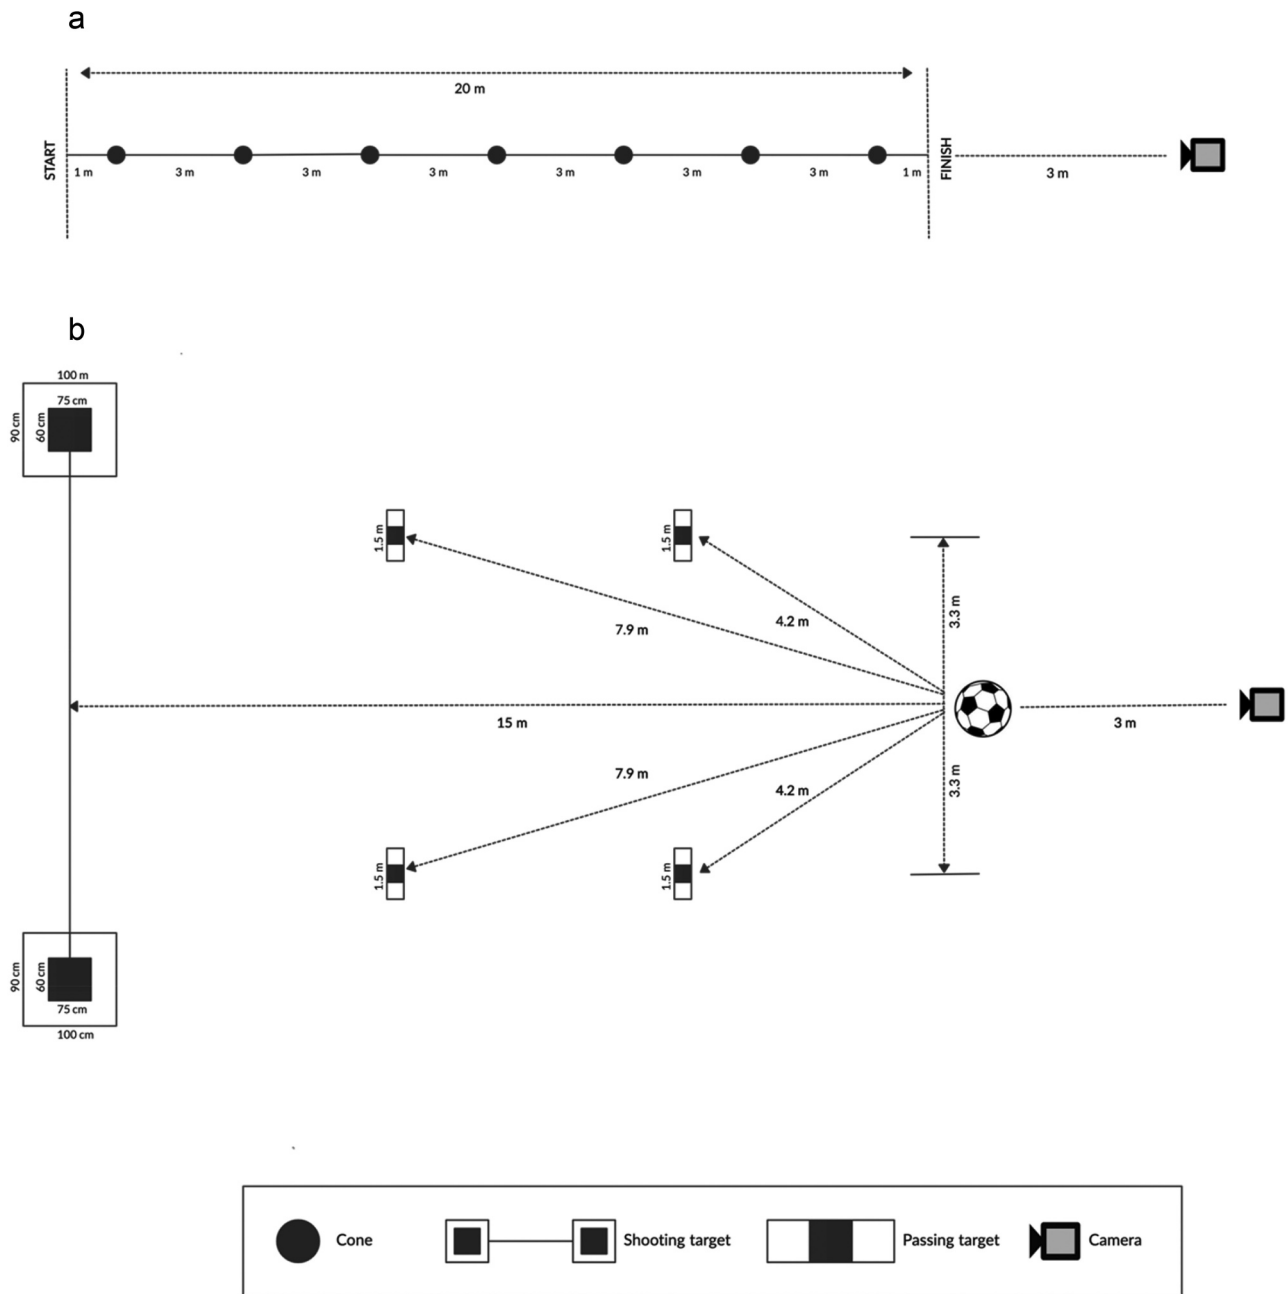 a
20 m
START
FINISH
1 m
3 m
3 m
3 m
3 m
3 m
3 m
1 m
3 m
b
100 m
75 cm
90 cm
60 cm
1.5 m
1.5 m
3.3 m
4.2 m
7.9 m
15 m
3 m
7.9 m
4.2 m
3.3 m
1.5 m
1.5 m
90 cm
60 cm
75 cm
100 cm
Cone
Shooting target
Passing target
Camera